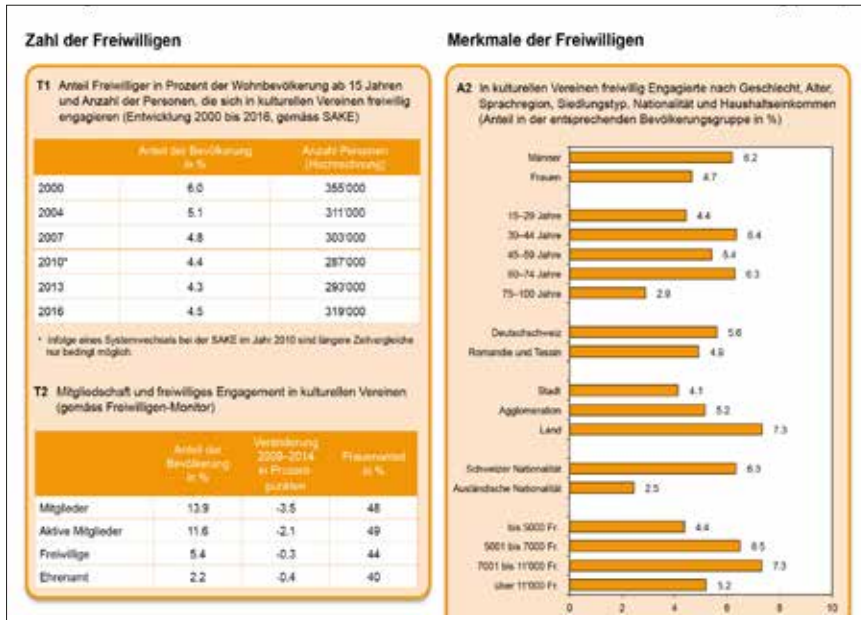 Zahl der Freiwilligen
T1 Anteil Freiwilliger in Prozent der Wohnbevölkerung ab 15 Jahren
und Anzahl der Personen, die sich in kulturellen Vereinen freiwillig
engagieren (Entwicklung 2000 bis 2016, gemäss SAKE)
Anteil der Bevölkerung Anzahl Personen
in % (Hochrechnung)
2000 6.0 355'000
2004 5.1 311'000
2007 4.8 303'000
2010* 4.4 287'000
2013 4.3 293'000
2016 4.5 319'000
* Infolge eines Systemwechsels bei der SAKE im Jahr 2010 sind längere Zeitvergleiche
nur bedingt möglich.
T2 Mitgliedschaft und freiwilliges Engagement in kulturellen Vereinen
(gemäss Freiwilligen-Monitor)
Anteil der Bevölkerung in % Veränderung 2009–2014 in Prozent-punkten Frauenanteil in %
Mitglieder 13.9 -3.5 48
Aktive Mitglieder 11.6 -2.1 49
Freiwillige 5.4 -0.3 44
Ehrenamt 2.2 -0.4 40
Merkmale der Freiwilligen
A2 In kulturellen Vereinen freiwillig Engagierte nach Geschlecht, Alter,
Sprachregion, Siedlungstyp, Nationalität und Haushaltseinkommen
(Anteil in der entsprechenden Bevölkerungsgruppe in %)
Männer 6.2
Frauen 4.7
15–29 Jahre 4.4
30–44 Jahre 6.4
45–59 Jahre 5.4
60–74 Jahre 6.3
75–100 Jahre 2.9
Deutschschweiz 5.6
Romandie und Tessin 4.9
Stadt 4.1
Agglomeration 5.2
Land 7.3
Schweizer Nationalität 6.3
Ausländische Nationalität 2.5
bis 5000 Fr. 4.4
5001 bis 7000 Fr. 6.5
7001 bis 11'000 Fr. 7.3
über 11'000 Fr. 5.2
0 2 4 6 8 10